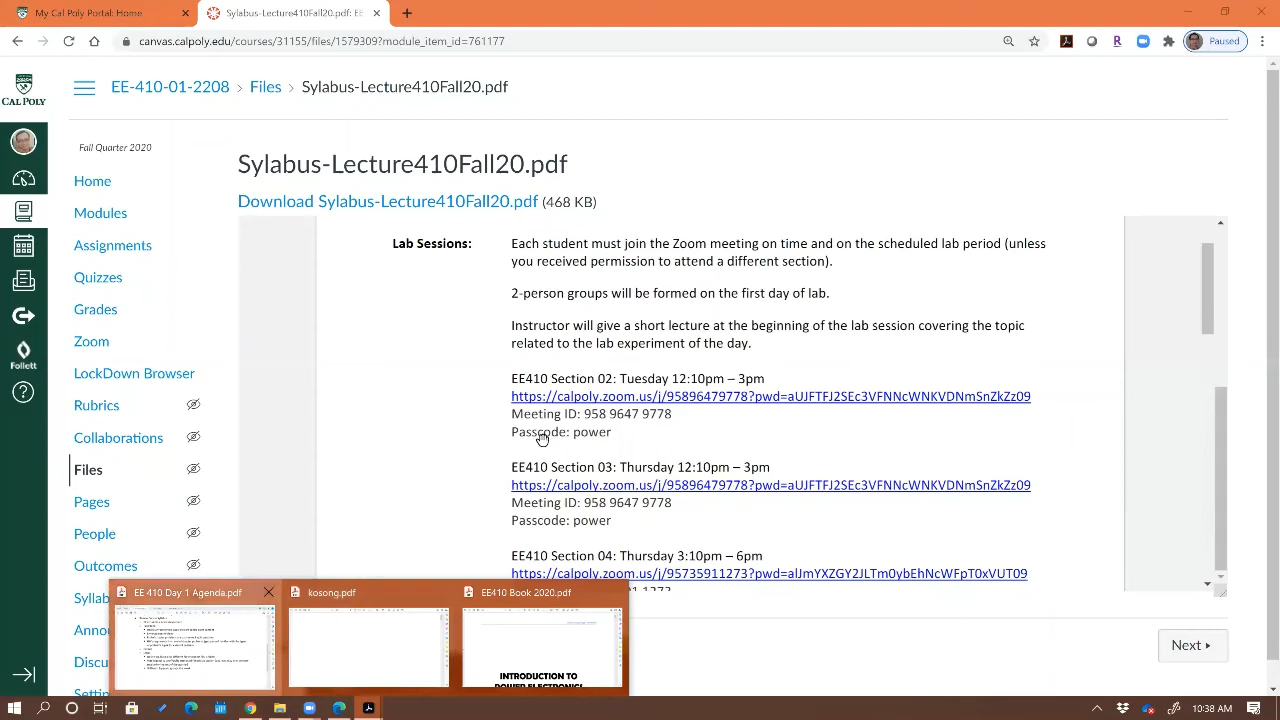 My Cal Poly Portal: Home
Sylabus-Lecture410Fall20.pdf: EE
canvas.calpoly.edu/courses/31155/files/1579309?module_item_id=761177
Paused
CAL POLY
EE-410-01-2208 › Files › Sylabus-Lecture410Fall20.pdf
Fall Quarter 2020
Home
Modules
Assignments
Quizzes
Grades
Zoom
LockDown Browser
Rubrics
Collaborations
Files
Pages
People
Outcomes
Syllab
Annou
Discu
Settin
Follett
Sylabus-Lecture410Fall20.pdf
Download Sylabus-Lecture410Fall20.pdf (468 KB)
Lab Sessions: Each student must join the Zoom meeting on time and on the scheduled lab period (unless
you received permission to attend a different section).
2-person groups will be formed on the first day of lab.
Instructor will give a short lecture at the beginning of the lab session covering the topic
related to the lab experiment of the day.
EE410 Section 02: Tuesday 12:10pm – 3pm
https://calpoly.zoom.us/j/95896479778?pwd=aUJFTFJ2SEc3VFNNcWNKVDNmSnZkZz09
Meeting ID: 958 9647 9778
Passcode: power
EE410 Section 03: Thursday 12:10pm – 3pm
https://calpoly.zoom.us/j/95896479778?pwd=aUJFTFJ2SEc3VFNNcWNKVDNmSnZkZz09
Meeting ID: 958 9647 9778
Passcode: power
EE410 Section 04: Thursday 3:10pm – 6pm
https://calpoly.zoom.us/j/95735911273?pwd=alJmYXZGY2JLTm0ybEhNcWFpT0xVUT09
EE 410 Day 1 Agenda.pdf
kosong.pdf
EE410 Book 2020.pdf
INTRODUCTION TO
POWER ELECTRONICS
Next
10:38 AM